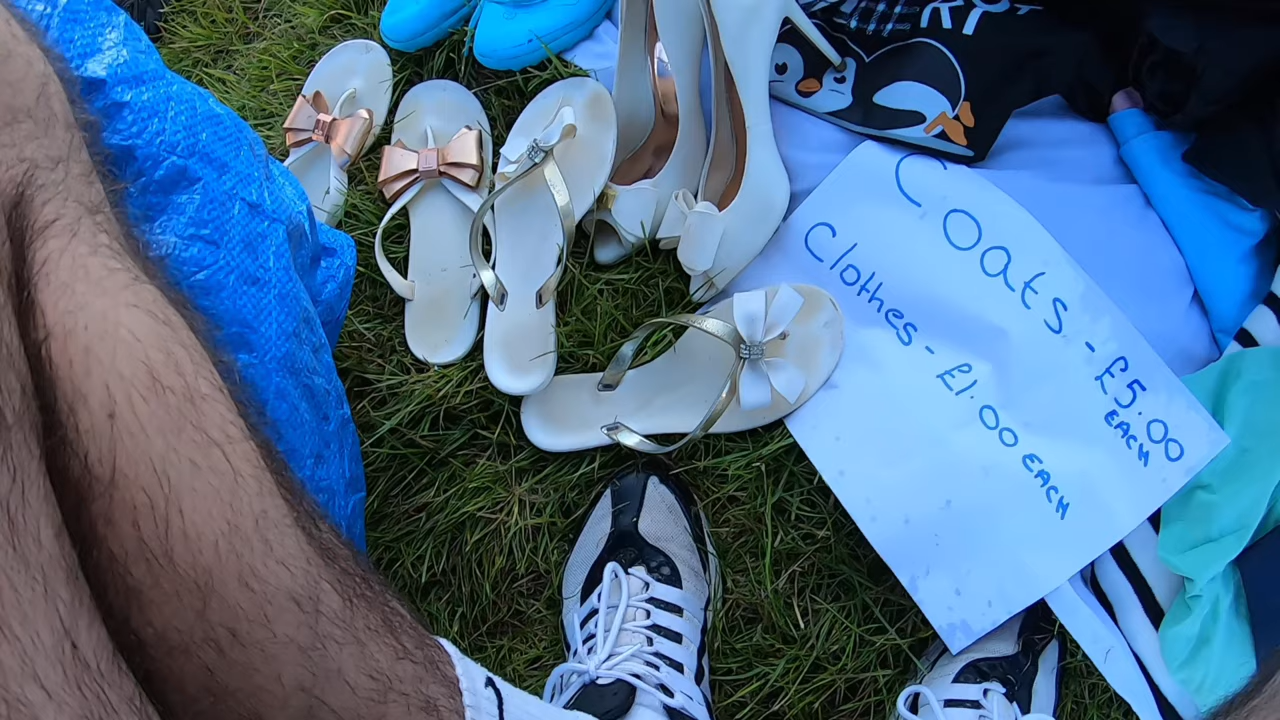 Coats - £5.00
EACH
Clothes - £1.00 EACH